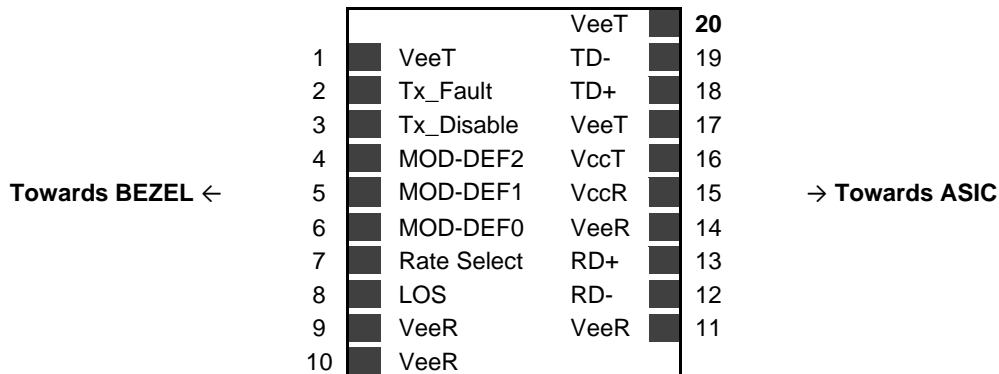 VeeT 20
1 VeeT TD- 19
2 Tx_Fault TD+ 18
3 Tx_Disable VeeT 17
4 MOD-DEF2 VccT 16
Towards BEZEL ← 5 MOD-DEF1 VccR 15 → Towards ASIC
6 MOD-DEF0 VeeR 14
7 Rate Select RD+ 13
8 LOS RD- 12
9 VeeR VeeR 11
10 VeeR